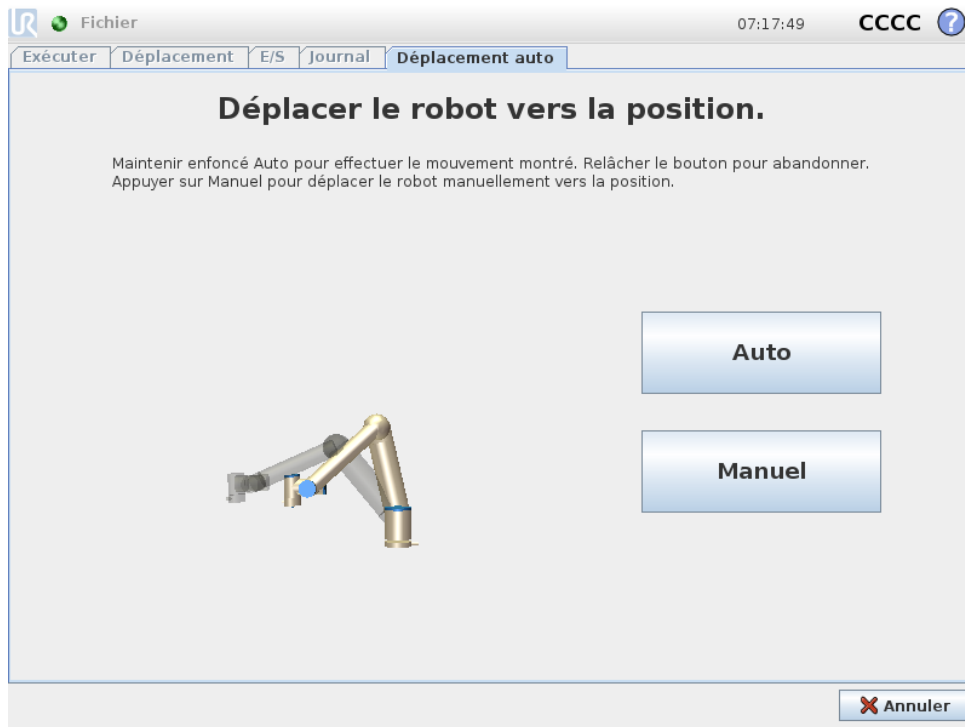 UR Fichier 07:17:49 CCCC ?
Exécuter Déplacement E/S Journal Déplacement auto
Déplacer le robot vers la position.
Maintenir enfoncé Auto pour effectuer le mouvement montré. Relâcher le bouton pour abandonner.
Appuyer sur Manuel pour déplacer le robot manuellement vers la position.
Auto
Manuel
Annuler